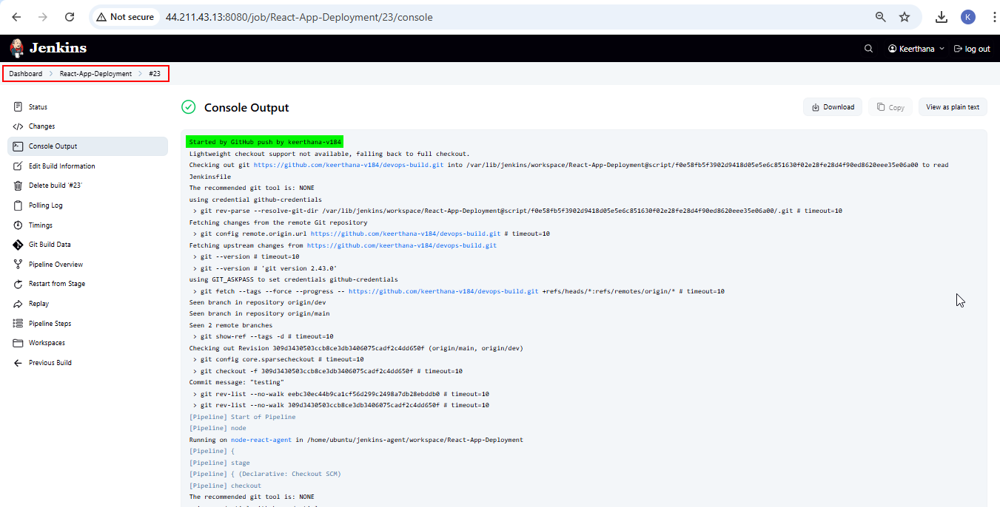 Not secure 44.211.43.13:8080/job/React-App-Deployment/23/console K
Jenkins Keerthana log out
Dashboard > React-App-Deployment > #23
Status
Changes
Console Output
Edit Build Information
Delete build '#23'
Polling Log
Timings
Git Build Data
Pipeline Overview
Restart from Stage
Replay
Pipeline Steps
Workspaces
Previous Build
Console Output
Download Copy View as plain text
Started by GitHub push by keerthana-v184
Lightweight checkout support not available, falling back to full checkout.
Checking out git https://github.com/keerthana-v184/devops-build.git into /var/lib/jenkins/workspace/React-App-Deployment@script/f0e58fb5f3902d9418d05e5e6c851630f02e28fe28d4f90ed8620eee35e06a00 to read
Jenkinsfile
The recommended git tool is: NONE
using credential github-credentials
> git rev-parse --resolve-git-dir /var/lib/jenkins/workspace/React-App-Deployment@script/f0e58fb5f3902d9418d05e5e6c851630f02e28fe28d4f90ed8620eee35e06a00/.git # timeout=10
Fetching changes from the remote Git repository
> git config remote.origin.url https://github.com/keerthana-v184/devops-build.git # timeout=10
Fetching upstream changes from https://github.com/keerthana-v184/devops-build.git
> git --version # timeout=10
> git --version # 'git version 2.43.0'
using GIT_ASKPASS to set credentials github-credentials
> git fetch --tags --force --progress -- https://github.com/keerthana-v184/devops-build.git +refs/heads/*:refs/remotes/origin/* # timeout=10
Seen branch in repository origin/dev
Seen branch in repository origin/main
Seen 2 remote branches
> git show-ref --tags -d # timeout=10
Checking out Revision 309d3430503ccb8ce3db3406075cadf2c4dd650f (origin/main, origin/dev)
> git config core.sparsecheckout # timeout=10
> git checkout -f 309d3430503ccb8ce3db3406075cadf2c4dd650f # timeout=10
Commit message: "testing"
> git rev-list --no-walk eebc30ec44b9ca1cf56d299c2498a7db28ebddb0 # timeout=10
> git rev-list --no-walk 309d3430503ccb8ce3db3406075cadf2c4dd650f # timeout=10
[Pipeline] Start of Pipeline
[Pipeline] node
Running on node-react-agent in /home/ubuntu/jenkins-agent/workspace/React-App-Deployment
[Pipeline] {
[Pipeline] stage
[Pipeline] { (Declarative: Checkout SCM)
[Pipeline] checkout
The recommended git tool is: NONE